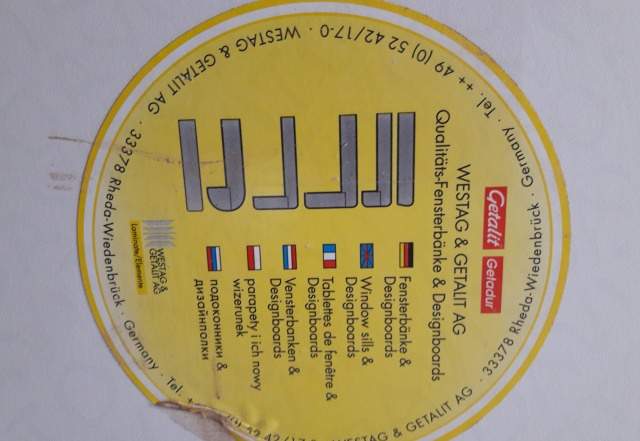 Getalit Getadur
WESTAG & GETALIT AG
Qualitäts-Fensterbänke & Designboards
Fensterbänke &
Designboards
Window sills &
Designboards
Tablettes de fenêtre &
Designboards
Vensterbanken &
Designboards
parapety i ich nowy
wizerunek
подоконники &
дизайнполки
WESTAG &
GETALIT AG
Laminate/Elemente
WESTAG & GETALIT AG · 33378 Rheda-Wiedenbrück · Germany · Tel. ++ 49 (0) 52 42/17-0 · WESTAG & GETALIT AG · 33378 Rheda-Wiedenbrück · Germany · Tel.